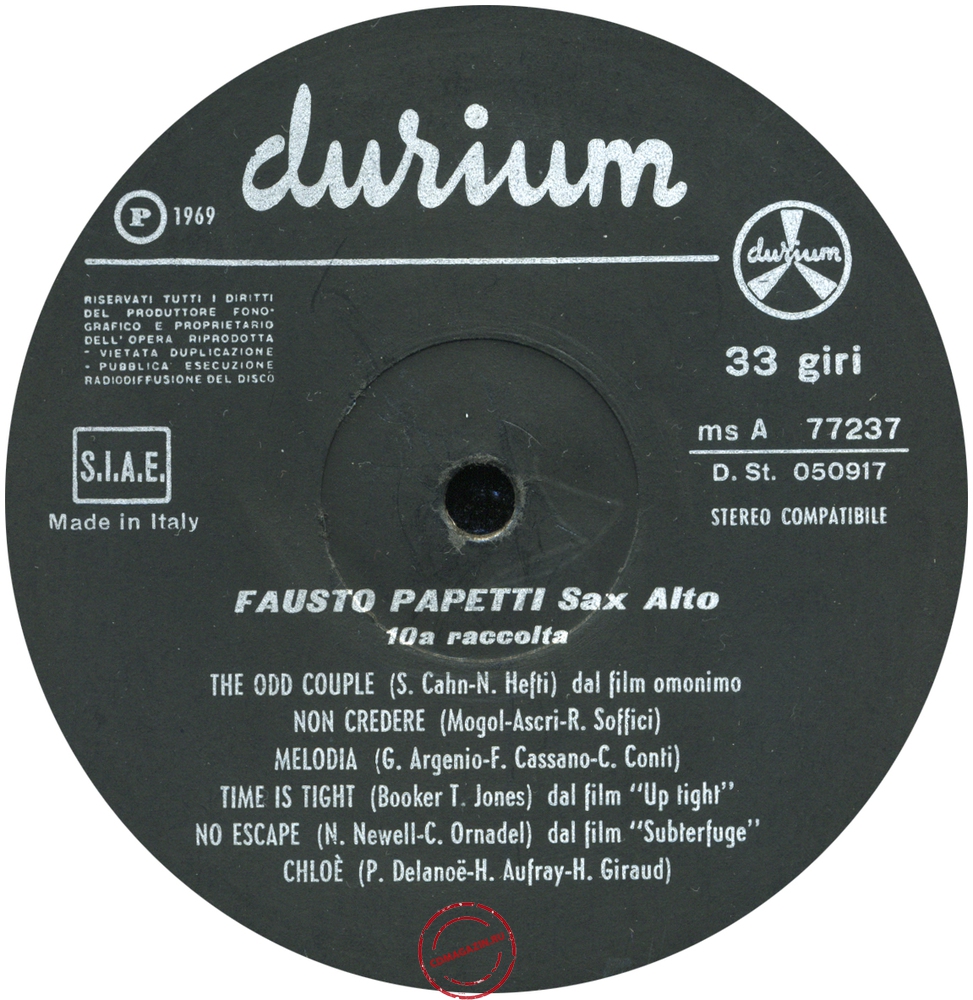 durium
P 1969
durium
RISERVATI TUTTI I DIRITTI
DEL PRODUTTORE FONO-
GRAFICO E PROPRIETARIO
DELL'OPERA RIPRODOTTA
- VIETATA DUPLICAZIONE
- PUBBLICA ESECUZIONE
RADIODIFFUSIONE DEL DISCO
33 giri
ms A 77237
D. St. 050917
STEREO COMPATIBILE
S.I.A.E.
Made in Italy
FAUSTO PAPETTI Sax Alto
10a raccolta
THE ODD COUPLE (S. Cahn-N. Hefti) dal film omonimo
NON CREDERE (Mogol-Ascri-R. Soffici)
MELODIA (G. Argenio-F. Cassano-C. Conti)
TIME IS TIGHT (Booker T. Jones) dal film "Up tight"
NO ESCAPE (N. Newell-C. Ornadel) dal film "Subterfuge"
CHLOÈ (P. Delanoë-H. Aufray-H. Giraud)